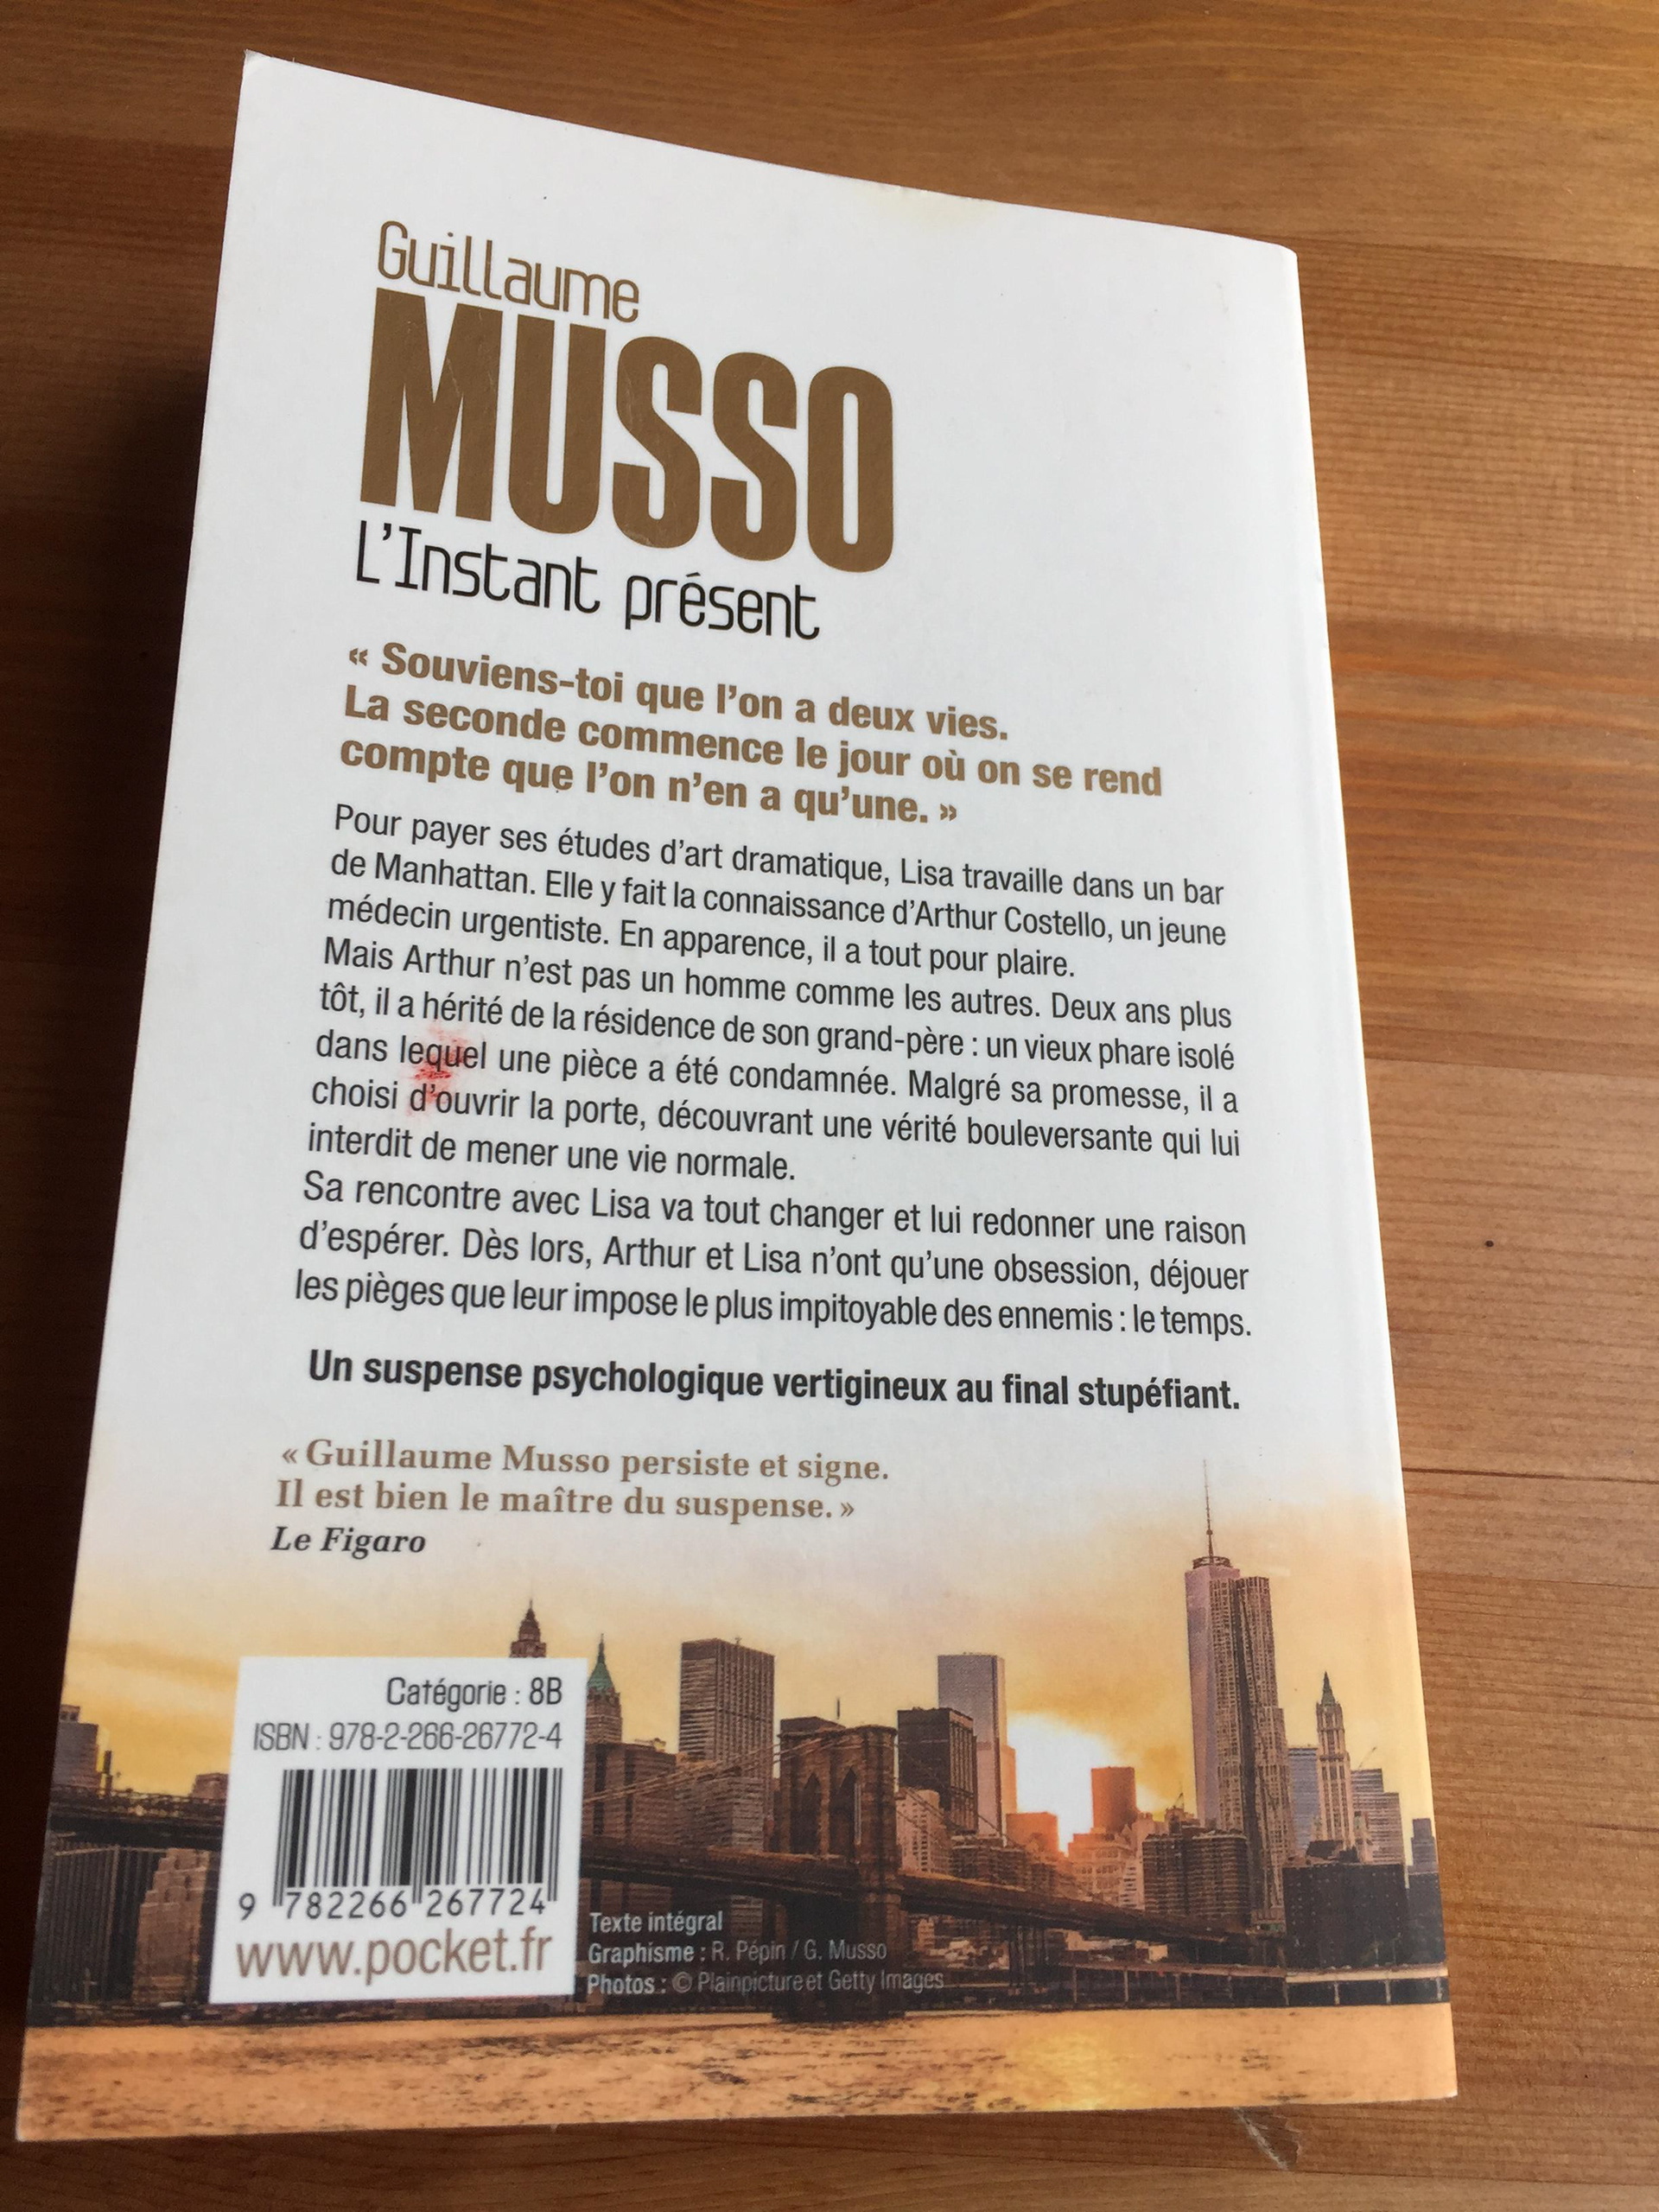 Guillaume
MUSSO
L'Instant présent
« Souviens-toi que l'on a deux vies.
La seconde commence le jour où on se rend
compte que l'on n'en a qu'une. »
Pour payer ses études d'art dramatique, Lisa travaille dans un bar
de Manhattan. Elle y fait la connaissance d'Arthur Costello, un jeune
médecin urgentiste. En apparence, il a tout pour plaire.
Mais Arthur n'est pas un homme comme les autres. Deux ans plus
tôt, il a hérité de la résidence de son grand-père : un vieux phare isolé
dans lequel une pièce a été condamnée. Malgré sa promesse, il a
choisi d'ouvrir la porte, découvrant une vérité bouleversante qui lui
interdit de mener une vie normale.
Sa rencontre avec Lisa va tout changer et lui redonner une raison
d'espérer. Dès lors, Arthur et Lisa n'ont qu'une obsession, déjouer
les pièges que leur impose le plus impitoyable des ennemis : le temps.
Un suspense psychologique vertigineux au final stupéfiant.
« Guillaume Musso persiste et signe.
Il est bien le maître du suspense. »
Le Figaro
Catégorie : 8B
ISBN : 978-2-266-26772-4
9 782266 267724
www.pocket.fr
Texte intégral
Graphisme : R. Pépin / G. Musso
Photos : © Plainpicture et Getty Images